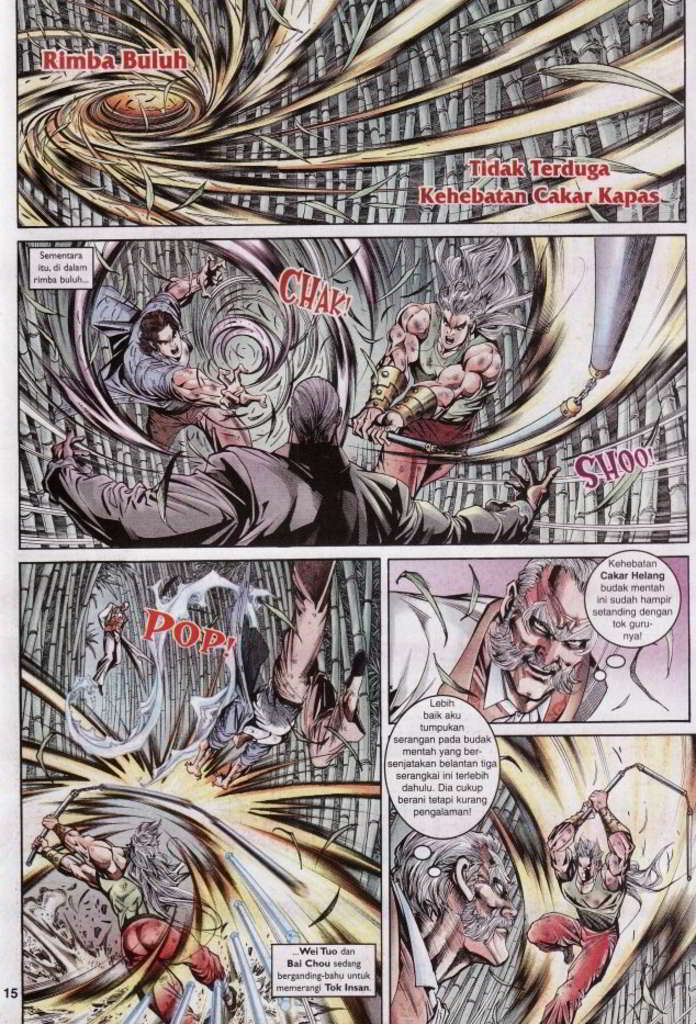 Rimba Buluh
Tidak Terduga
Kehebatan Cakar Kapas
Sementara
itu, di dalam
rimba buluh...
CHAK!
SHOO!
POP!
...Wei Tuo dan
Bai Chou sedang
berganding-bahu untuk
memerangi Tok Insan.
Kehebatan
Cakar Helang
budak mentah
ini sudah hampir
setanding dengan
tok guru-
nya!
Lebih
baik aku
tumpukan
serangan pada budak
mentah yang ber-
senjatakan belantan tiga
serangkai ini terlebih
dahulu. Dia cukup
berani tetapi kurang
pengalaman!
15